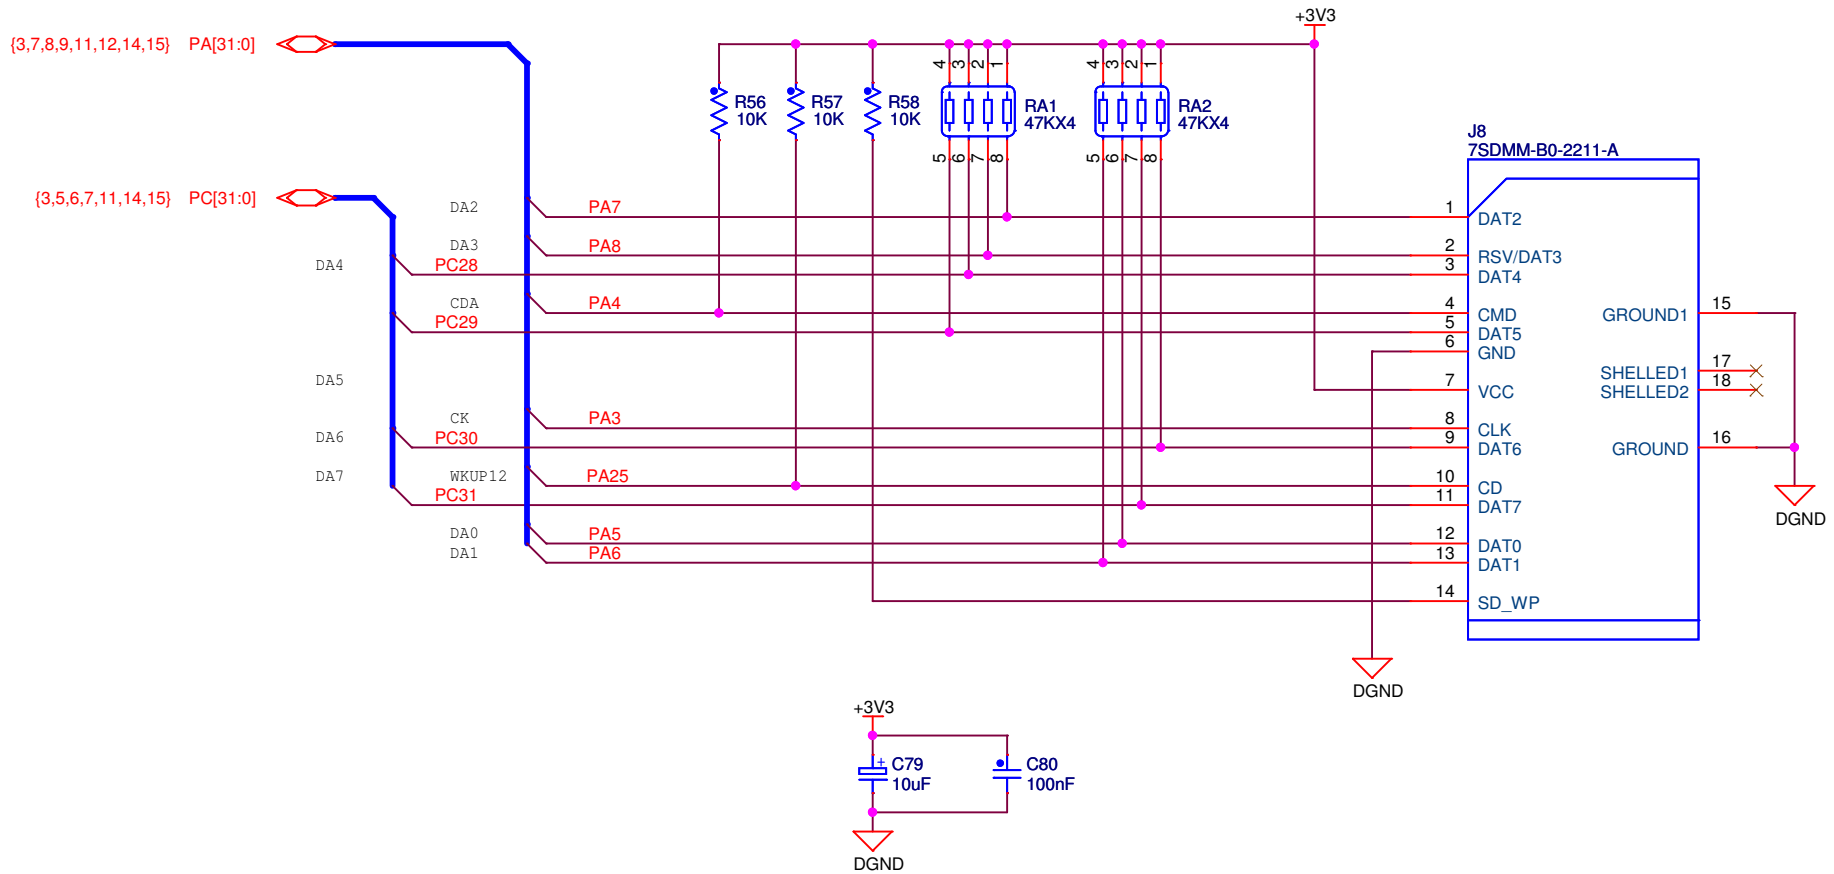 +3V3
{3,7,8,9,11,12,14,15} PA[31:0]
4 3 2 1
4 3 2 1
R56
10K
R57
10K
R58
10K
RA1
47KX4
RA2
47KX4
5 6 7 8
5 6 7 8
J8
7SDMM-B0-2211-A
{3,5,6,7,11,14,15} PC[31:0]
DA2 PA7 1 DAT2
DA3 PA8 2 RSV/DAT3
DA4 PC28 3 DAT4
CDA PA4 4 CMD
PC29 5 DAT5
6 GND
DA5
7 VCC
CK PA3 8 CLK
DA6 PC30 9 DAT6
DA7 WKUP12 PA25 10 CD
PC31 11 DAT7
DA0 PA5 12 DAT0
DA1 PA6 13 DAT1
14 SD_WP
GROUND1 15
SHELLED1 17
SHELLED2 18
GROUND 16
DGND
DGND
+3V3
C79
10uF
C80
100nF
DGND